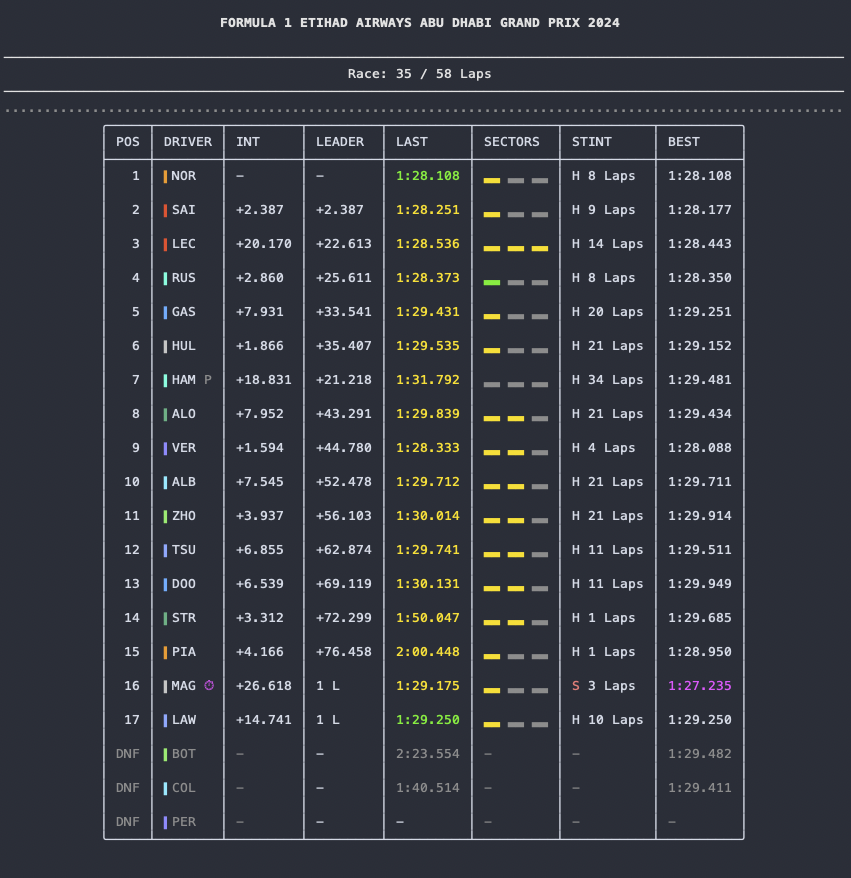 FORMULA 1 ETIHAD AIRWAYS ABU DHABI GRAND PRIX 2024
Race: 35 / 58 Laps
POS DRIVER INT LEADER LAST SECTORS STINT BEST
1 NOR – – 1:28.108 H 8 Laps 1:28.108
2 SAI +2.387 +2.387 1:28.251 H 9 Laps 1:28.177
3 LEC +20.170 +22.613 1:28.536 H 14 Laps 1:28.443
4 RUS +2.860 +25.611 1:28.373 H 8 Laps 1:28.350
5 GAS +7.931 +33.541 1:29.431 H 20 Laps 1:29.251
6 HUL +1.866 +35.407 1:29.535 H 21 Laps 1:29.152
7 HAM P +18.831 +21.218 1:31.792 H 34 Laps 1:29.481
8 ALO +7.952 +43.291 1:29.839 H 21 Laps 1:29.434
9 VER +1.594 +44.780 1:28.333 H 4 Laps 1:28.088
10 ALB +7.545 +52.478 1:29.712 H 21 Laps 1:29.711
11 ZHO +3.937 +56.103 1:30.014 H 21 Laps 1:29.914
12 TSU +6.855 +62.874 1:29.741 H 11 Laps 1:29.511
13 DOO +6.539 +69.119 1:30.131 H 11 Laps 1:29.949
14 STR +3.312 +72.299 1:50.047 H 1 Laps 1:29.685
15 PIA +4.166 +76.458 2:00.448 H 1 Laps 1:28.950
16 MAG ⏱ +26.618 1 L 1:29.175 S 3 Laps 1:27.235
17 LAW +14.741 1 L 1:29.250 H 10 Laps 1:29.250
DNF BOT – – 2:23.554 – – 1:29.482
DNF COL – – 1:40.514 – – 1:29.411
DNF PER – – – – – –